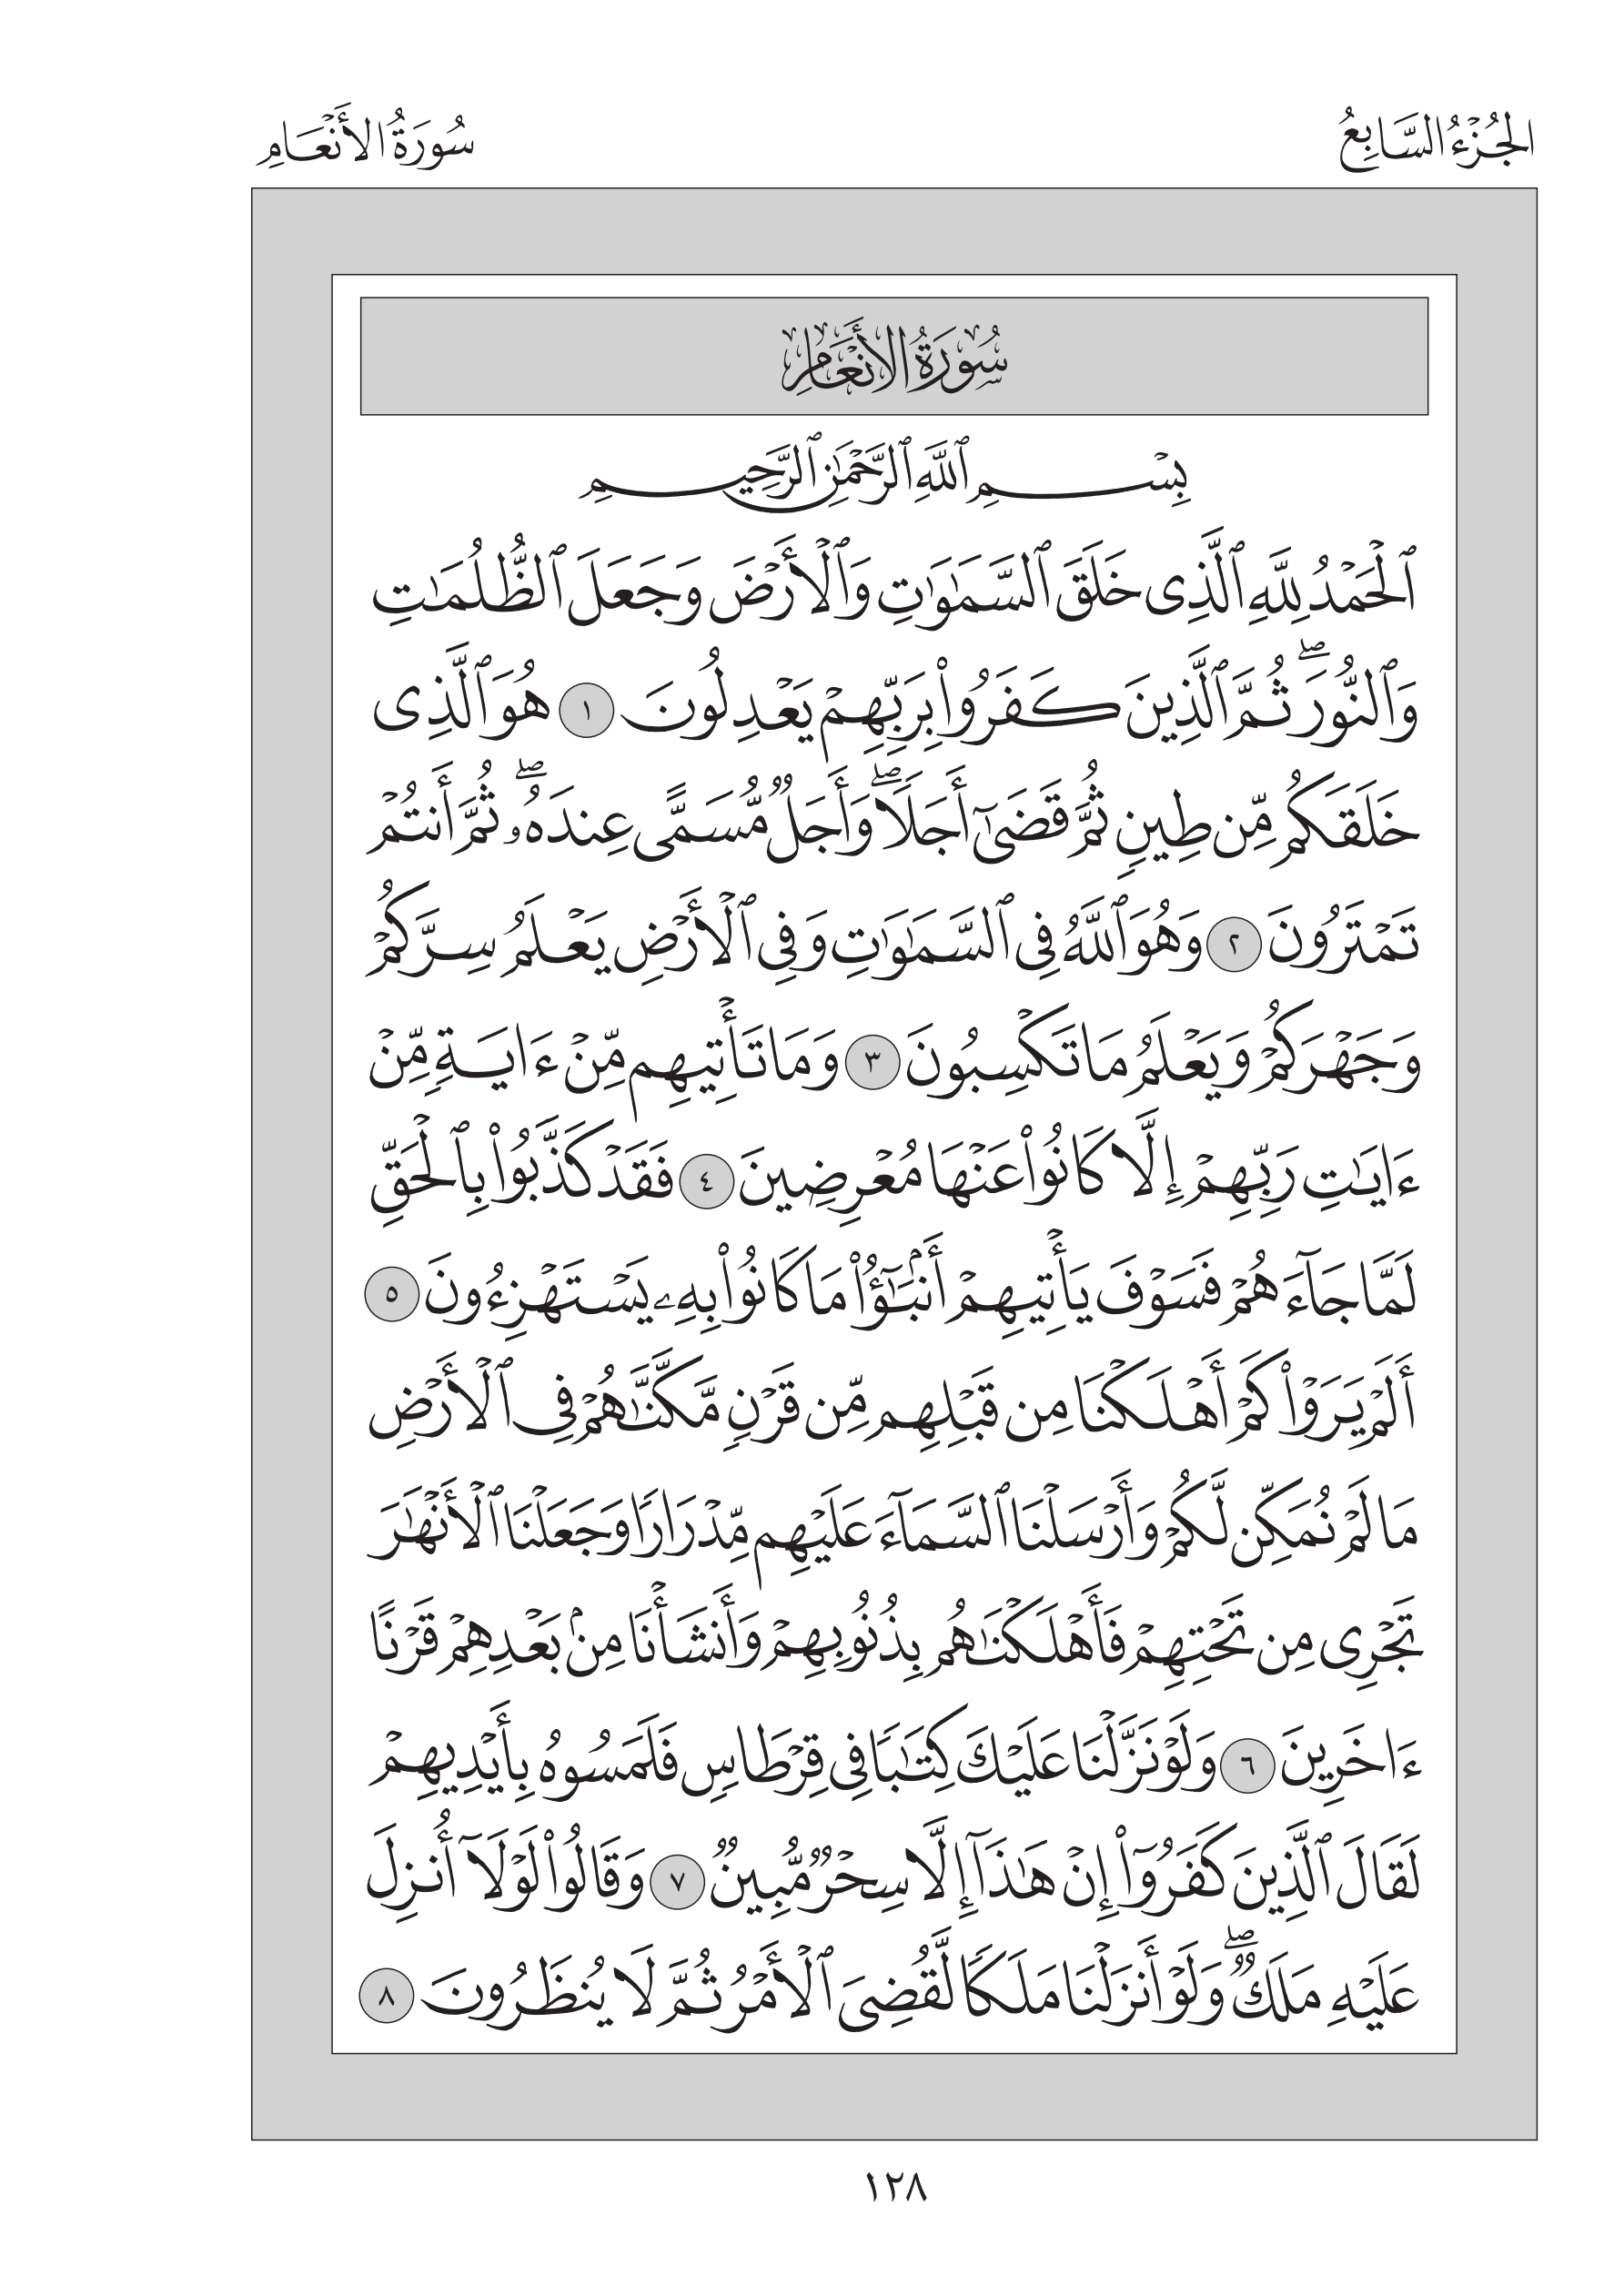 الجُزْءُ السَّابِعُ
سُورَةُ الأَنْعَامِ
سُورَةُ الأَنْعَامِ
بِسْمِ ٱللَّهِ ٱلرَّحْمَٰنِ ٱلرَّحِيمِ
ٱلْحَمْدُ لِلَّهِ ٱلَّذِى خَلَقَ ٱلسَّمَٰوَٰتِ وَٱلْأَرْضَ وَجَعَلَ ٱلظُّلُمَٰتِ
وَٱلنُّورَ ۖ ثُمَّ ٱلَّذِينَ كَفَرُوا۟ بِرَبِّهِمْ يَعْدِلُونَ ١ هُوَ ٱلَّذِى
خَلَقَكُم مِّن طِينٍ ثُمَّ قَضَىٰٓ أَجَلًا ۖ وَأَجَلٌ مُّسَمًّى عِندَهُۥ ۖ ثُمَّ أَنتُمْ
تَمْتَرُونَ ٢ وَهُوَ ٱللَّهُ فِى ٱلسَّمَٰوَٰتِ وَفِى ٱلْأَرْضِ يَعْلَمُ سِرَّكُمْ
وَجَهْرَكُمْ وَيَعْلَمُ مَا تَكْسِبُونَ ٣ وَمَا تَأْتِيهِم مِّنْ ءَايَةٍ مِّنْ
ءَايَٰتِ رَبِّهِمْ إِلَّا كَانُوا۟ عَنْهَا مُعْرِضِينَ ٤ فَقَدْ كَذَّبُوا۟ بِٱلْحَقِّ
لَمَّا جَآءَهُمْ فَسَوْفَ يَأْتِيهِمْ أَنۢبَٰٓؤُا۟ مَا كَانُوا۟ بِهِۦ يَسْتَهْزِءُونَ ٥
أَلَمْ يَرَوْا۟ كَمْ أَهْلَكْنَا مِن قَبْلِهِم مِّن قَرْنٍ مَّكَّنَّٰهُمْ فِى ٱلْأَرْضِ
مَا لَمْ نُمَكِّن لَّكُمْ وَأَرْسَلْنَا ٱلسَّمَآءَ عَلَيْهِم مِّدْرَارًا وَجَعَلْنَا ٱلْأَنْهَٰرَ
تَجْرِى مِن تَحْتِهِمْ فَأَهْلَكْنَٰهُم بِذُنُوبِهِمْ وَأَنشَأْنَا مِنۢ بَعْدِهِمْ قَرْنًا
ءَاخَرِينَ ٦ وَلَوْ نَزَّلْنَا عَلَيْكَ كِتَٰبًا فِى قِرْطَاسٍ فَلَمَسُوهُ بِأَيْدِيهِمْ
لَقَالَ ٱلَّذِينَ كَفَرُوٓا۟ إِنْ هَٰذَآ إِلَّا سِحْرٌ مُّبِينٌ ٧ وَقَالُوا۟ لَوْلَآ أُنزِلَ
عَلَيْهِ مَلَكٌ ۖ وَلَوْ أَنزَلْنَا مَلَكًا لَّقُضِىَ ٱلْأَمْرُ ثُمَّ لَا يُنظَرُونَ ٨
١٢٨